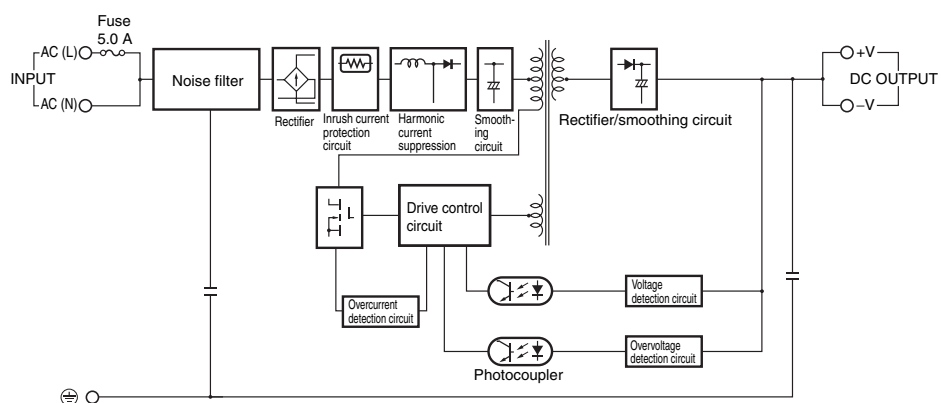 Fuse
5.0 A
AC (L)
INPUT
AC (N)
Noise filter
Rectifier
Inrush current
protection
circuit
Harmonic
current
suppression
Smooth-
ing
circuit
Rectifier/smoothing circuit
+V
DC OUTPUT
–V
Drive control
circuit
Overcurrent
detection circuit
Voltage
detection circuit
Overvoltage
detection circuit
Photocoupler